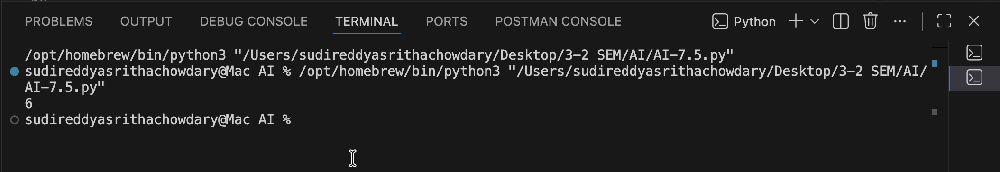 PROBLEMS OUTPUT DEBUG CONSOLE TERMINAL PORTS POSTMAN CONSOLE Python
/opt/homebrew/bin/python3 "/Users/sudireddyasrithachowdary/Desktop/3-2 SEM/AI/AI-7.5.py"
sudireddyasrithachowdary@Mac AI % /opt/homebrew/bin/python3 "/Users/sudireddyasrithachowdary/Desktop/3-2 SEM/AI/
AI-7.5.py"
6
sudireddyasrithachowdary@Mac AI %